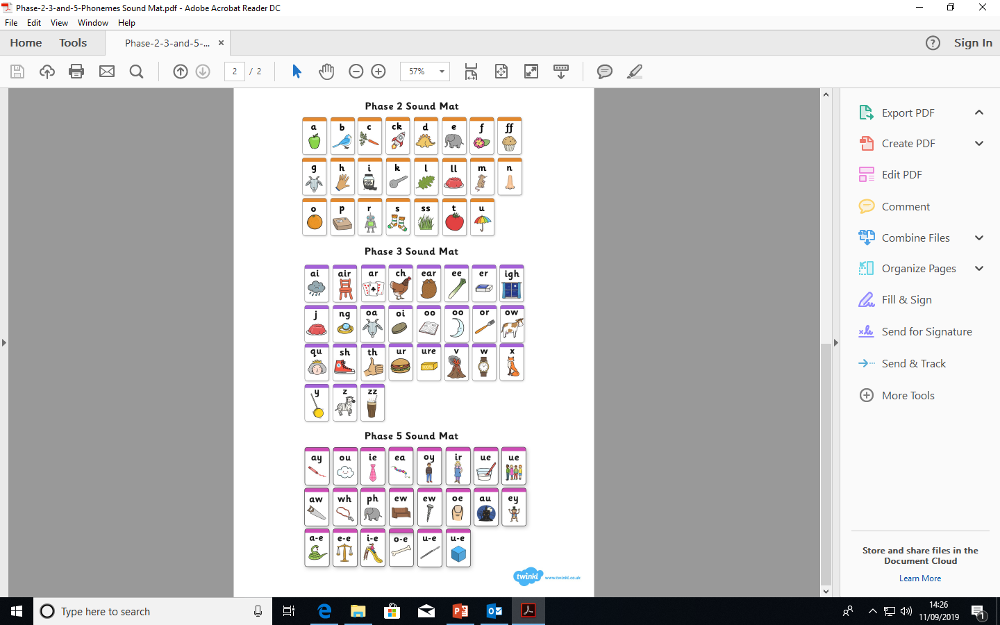 Phase-2-3-and-5-Phonemes Sound Mat.pdf - Adobe Acrobat Reader DC
File Edit View Window Help
Home Tools Phase-2-3-and-5-... × Sign In
2 / 2 57%
Phase 2 Sound Mat
a b c ck d e f ff
g h i k l ll m n
o p r s ss t u
Phase 3 Sound Mat
ai air ar ch ear ee er igh
j ng oa oi oo oo or ow
qu sh th ur ure v w x
y z zz
Phase 5 Sound Mat
ay ou ie ea oy ir ue ue
aw wh ph ew ew oe au ey
a-e e-e i-e o-e u-e u-e
twinkl www.twinkl.co.uk
Export PDF
Create PDF
Edit PDF
Comment
Combine Files
Organize Pages
Fill & Sign
Send for Signature
Send & Track
More Tools
Store and share files in the
Document Cloud
Learn More
Type here to search
14:26
11/09/2019
1